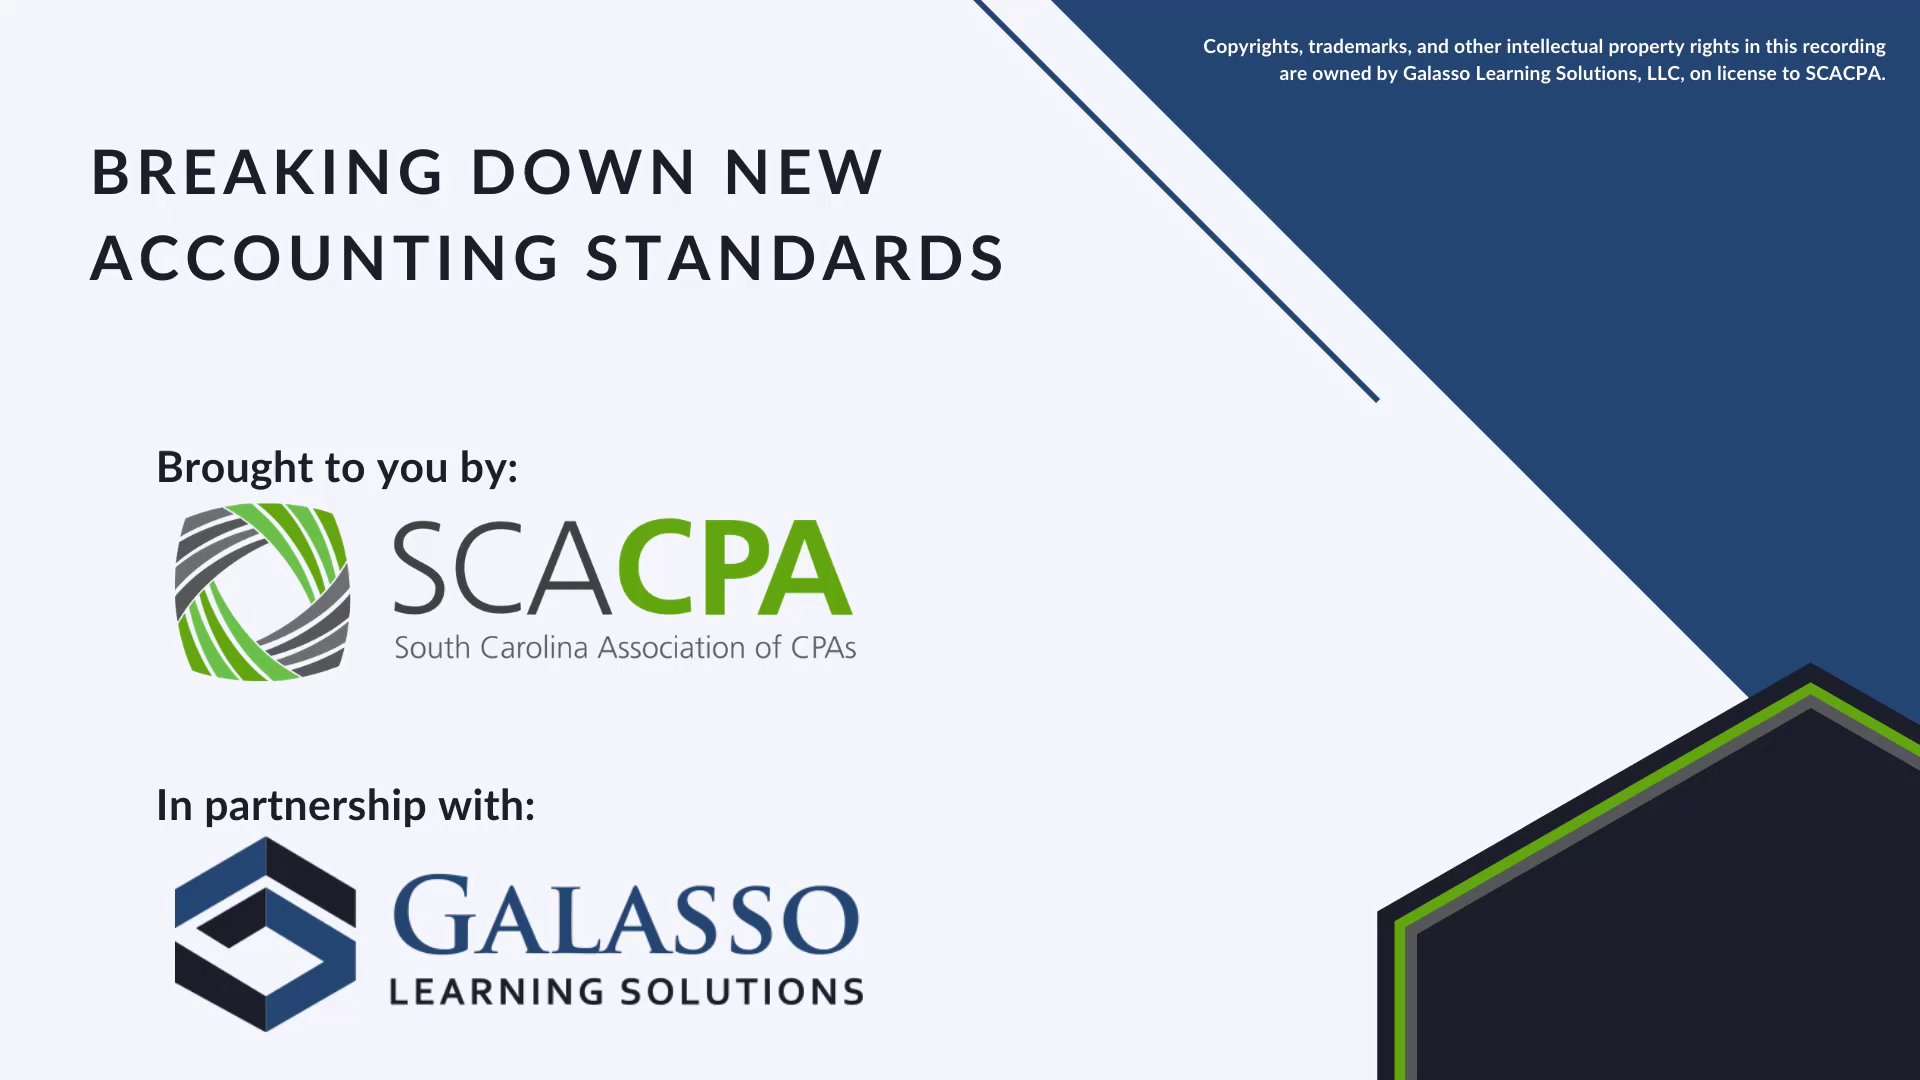 Copyrights, trademarks, and other intellectual property rights in this recording
are owned by Galasso Learning Solutions, LLC, on license to SCACPA.
BREAKING DOWN NEW
ACCOUNTING STANDARDS
Brought to you by:
SCACPA
South Carolina Association of CPAs
In partnership with:
GALASSO
LEARNING SOLUTIONS